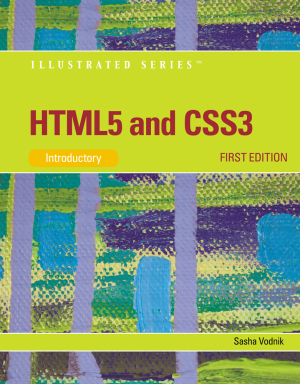 ILLUSTRATED SERIES™
HTML5 and CSS3
Introductory
FIRST EDITION
Sasha Vodnik